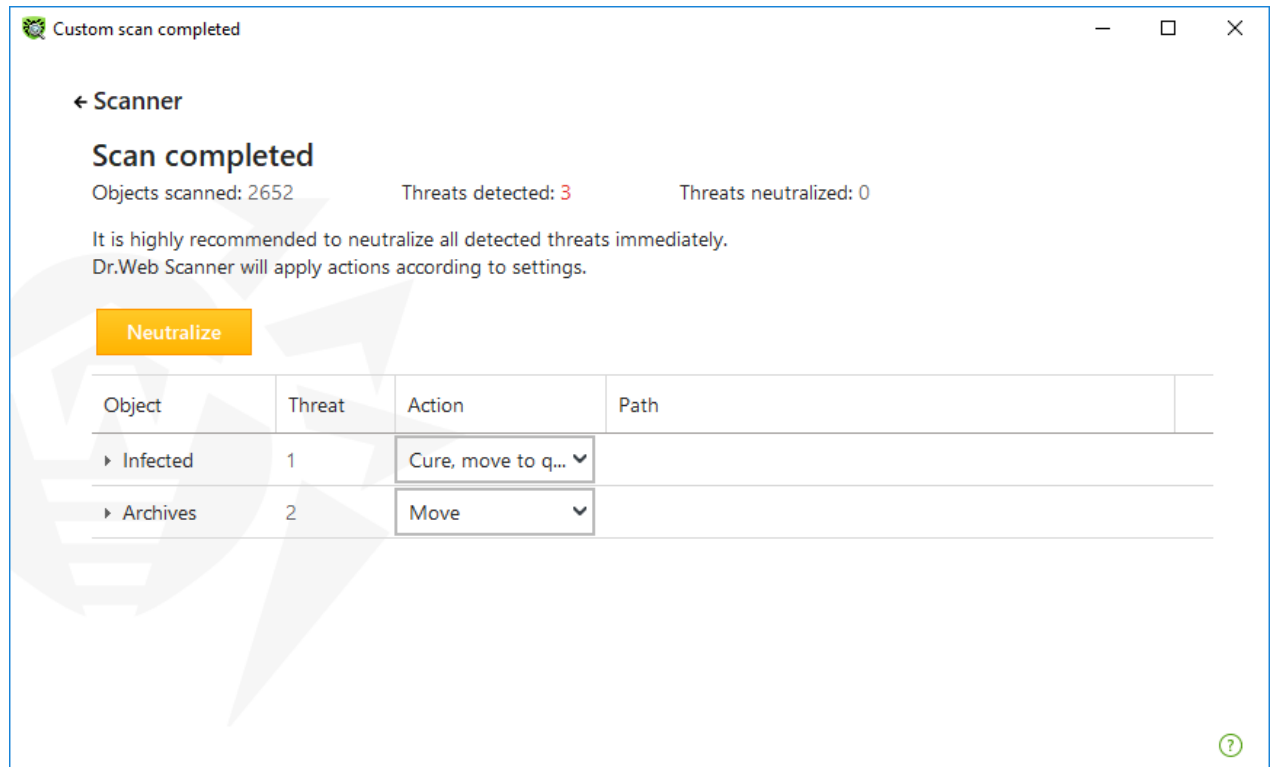 Custom scan completed
Scanner
Scan completed
Objects scanned: 2652 Threats detected: 3 Threats neutralized: 0
It is highly recommended to neutralize all detected threats immediately.
Dr.Web Scanner will apply actions according to settings.
Neutralize
Object Threat Action Path
Infected 1 Cure, move to q...
Archives 2 Move
?